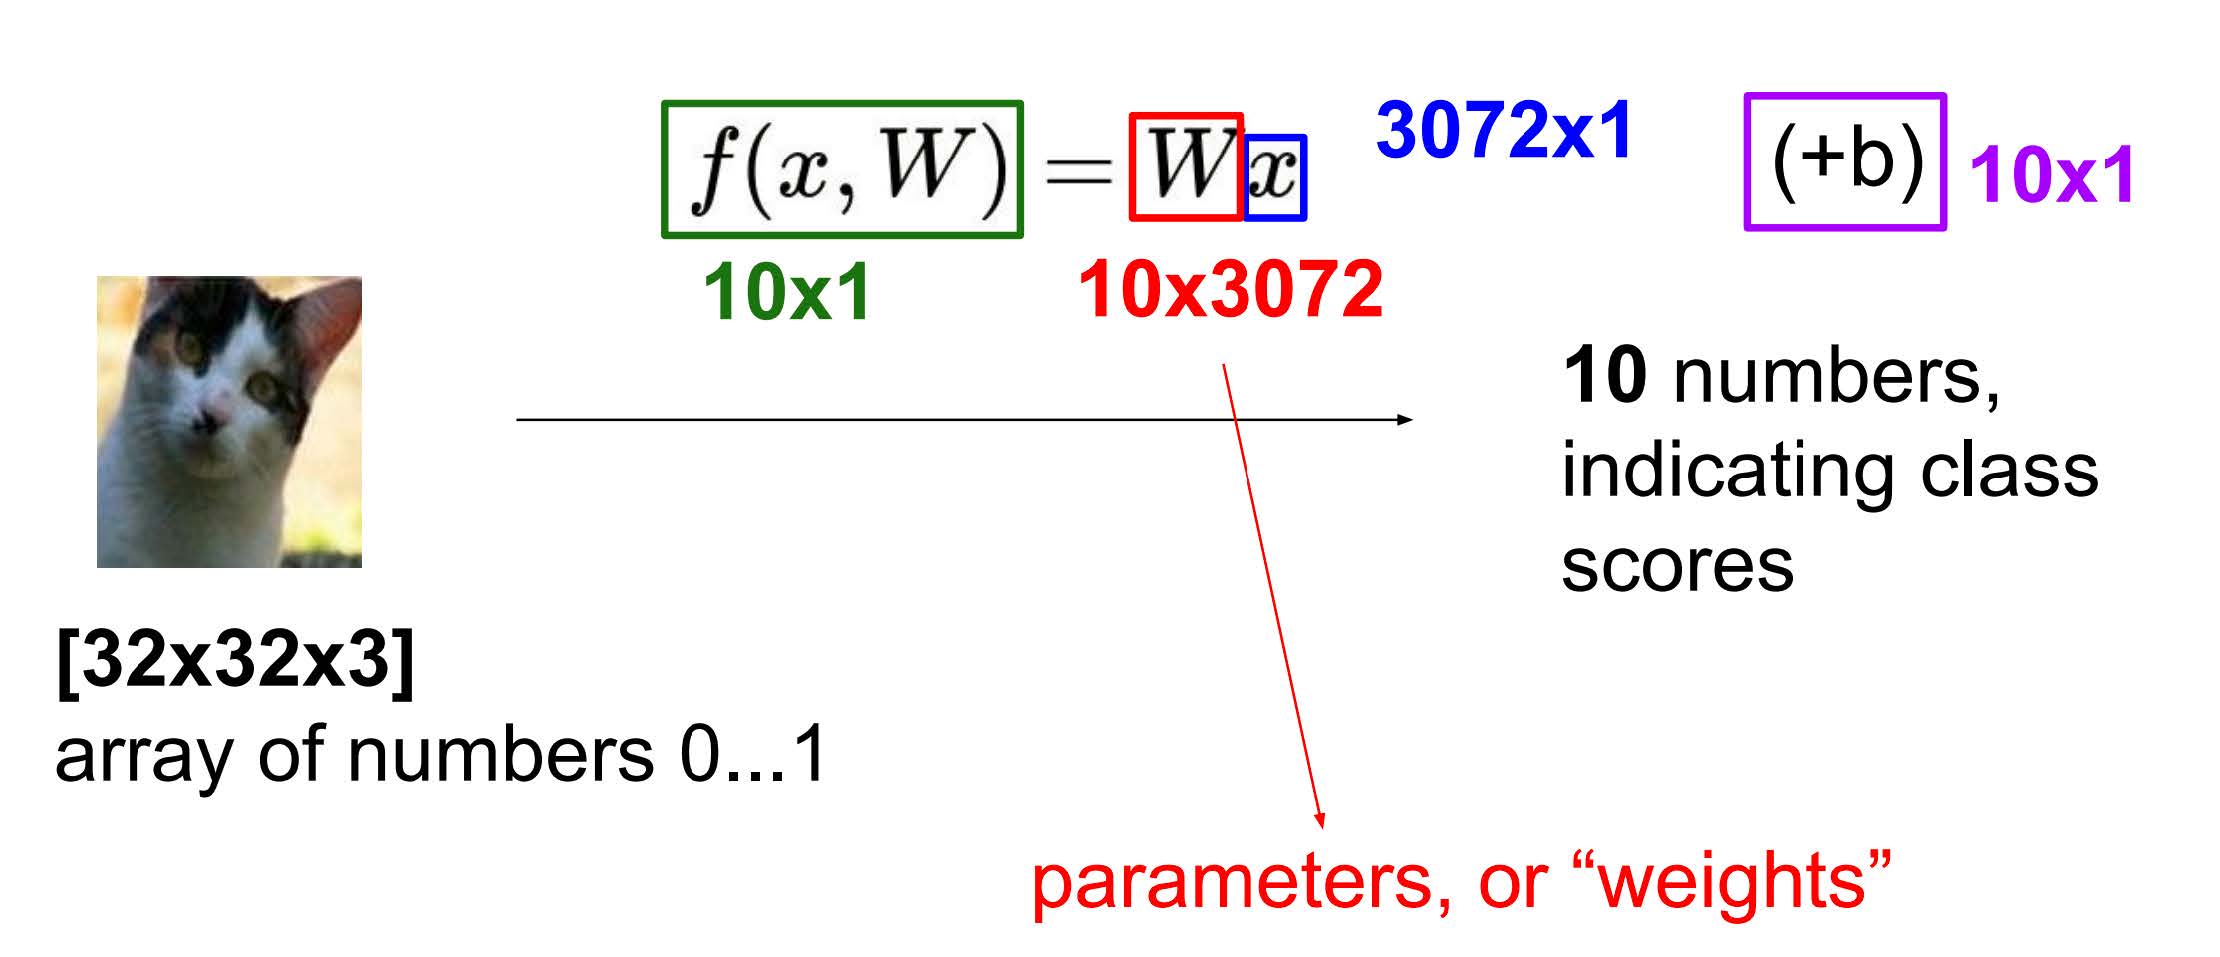 f(x, W) = Wx 3072x1 (+b) 10x1
10x1 10x3072
[32x32x3]
array of numbers 0...1
10 numbers,
indicating class
scores
parameters, or “weights”